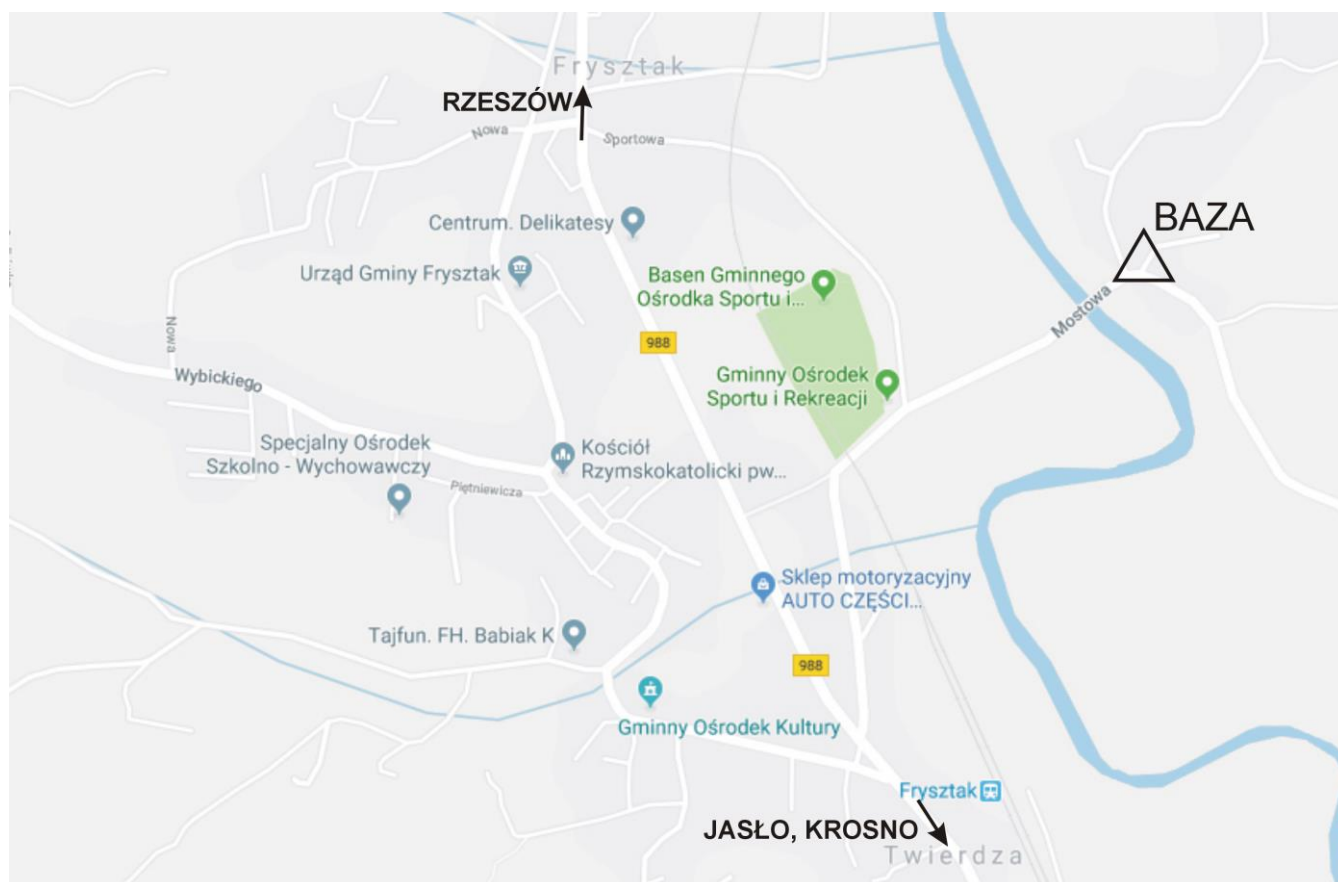 Frysztak
RZESZÓW
Nowa
Sportowa
BAZA
Centrum. Delikatesy
Urząd Gminy Frysztak
Basen Gminnego
Ośrodka Sportu i...
Mostowa
Nowa
988
Wybickiego
Gminny Ośrodek
Sportu i Rekreacji
Specjalny Ośrodek
Szkolno - Wychowawczy
Kościół
Rzymskokatolicki pw...
Piętniewicza
Sklep motoryzacyjny
AUTO CZĘŚCI...
Tajfun. FH. Babiak K
988
Gminny Ośrodek Kultury
Frysztak
JASŁO, KROSNO
Twierdza